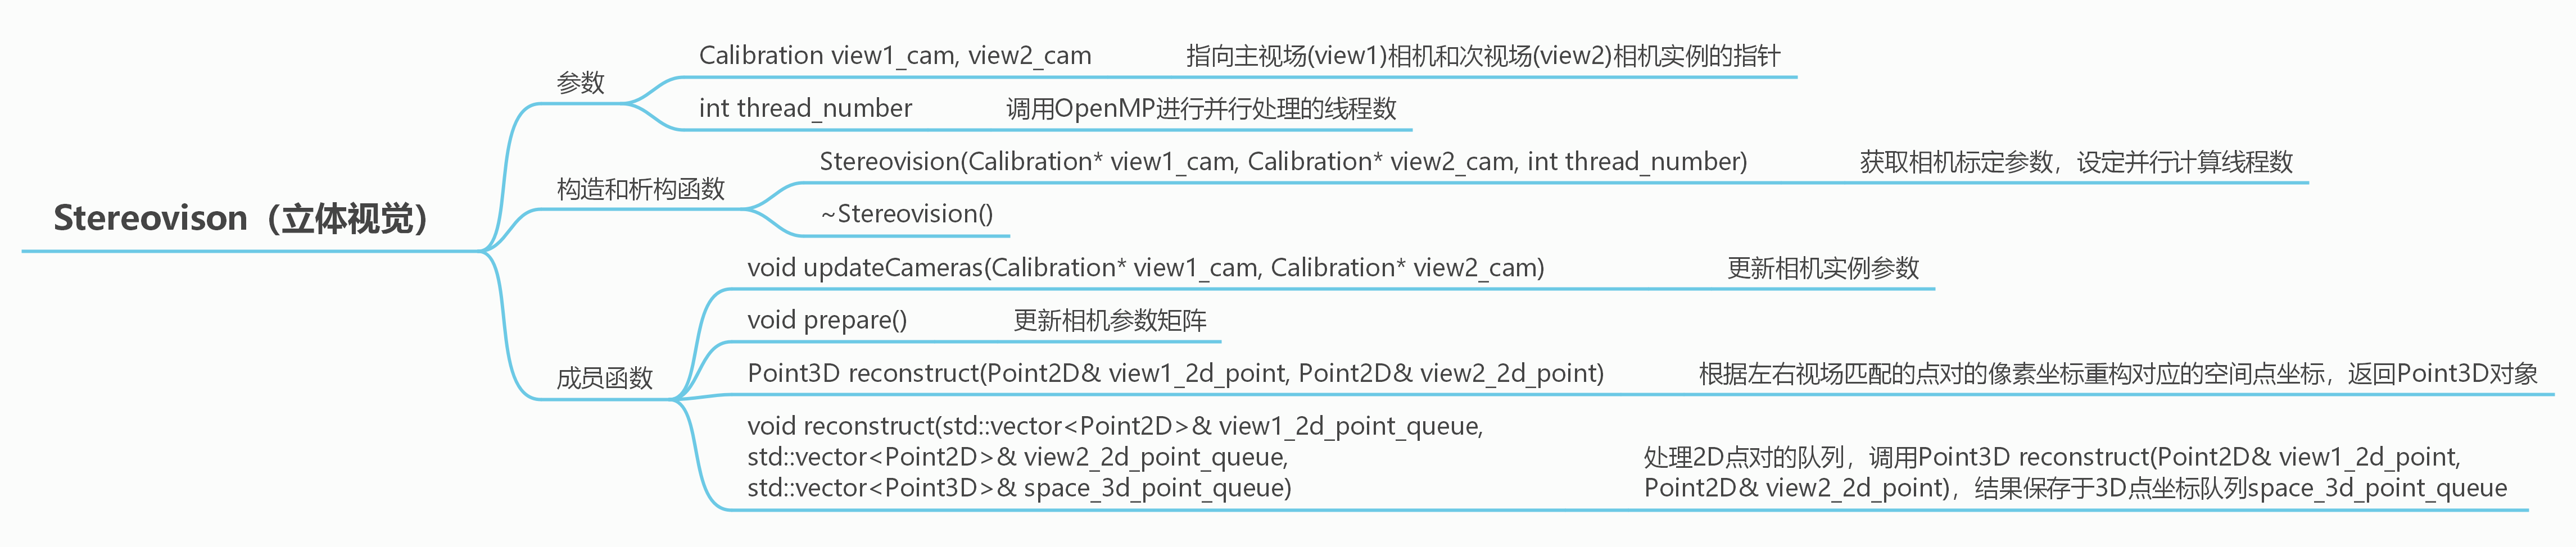 Stereovison（立体视觉）
参数
Calibration view1_cam, view2_cam 指向主视场(view1)相机和次视场(view2)相机实例的指针
int thread_number 调用OpenMP进行并行处理的线程数
构造和析构函数
Stereovision(Calibration* view1_cam, Calibration* view2_cam, int thread_number) 获取相机标定参数，设定并行计算线程数
~Stereovision()
成员函数
void updateCameras(Calibration* view1_cam, Calibration* view2_cam) 更新相机实例参数
void prepare() 更新相机参数矩阵
Point3D reconstruct(Point2D& view1_2d_point, Point2D& view2_2d_point) 根据左右视场匹配的点对的像素坐标重构对应的空间点坐标，返回Point3D对象
void reconstruct(std::vector<Point2D>& view1_2d_point_queue,
std::vector<Point2D>& view2_2d_point_queue,
std::vector<Point3D>& space_3d_point_queue)
处理2D点对的队列，调用Point3D reconstruct(Point2D& view1_2d_point,
Point2D& view2_2d_point)，结果保存于3D点坐标队列space_3d_point_queue